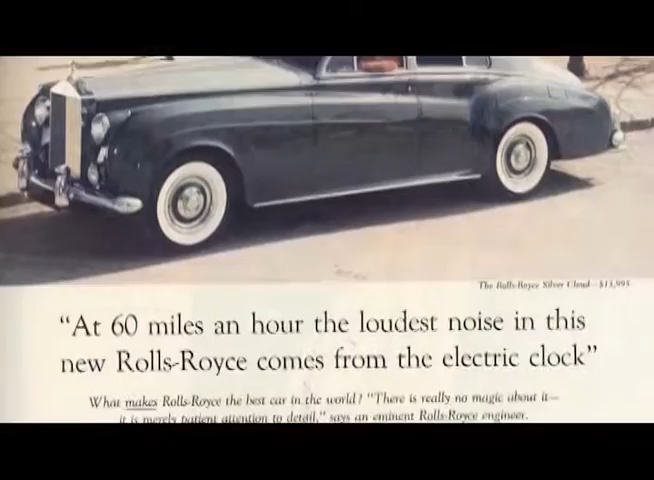 The Rolls-Royce Silver Cloud—$13,995
“At 60 miles an hour the loudest noise in this
new Rolls-Royce comes from the electric clock”
What makes Rolls-Royce the best car in the world? “There is really no magic about it—
it is merely patient attention to detail,” says an eminent Rolls-Royce engineer.